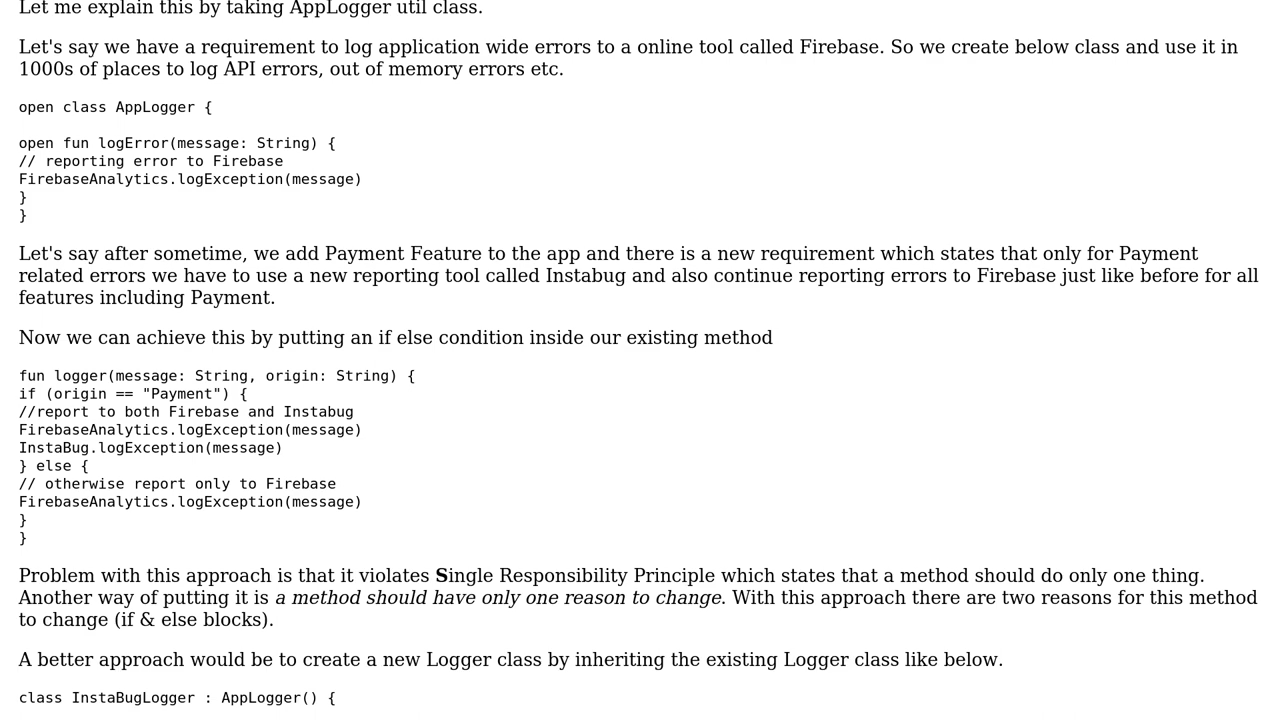 Let me explain this by taking AppLogger util class.
Let's say we have a requirement to log application wide errors to a online tool called Firebase. So we create below class and use it in
1000s of places to log API errors, out of memory errors etc.
open class AppLogger {
open fun logError(message: String) {
// reporting error to Firebase
FirebaseAnalytics.logException(message)
}
}
Let's say after sometime, we add Payment Feature to the app and there is a new requirement which states that only for Payment
related errors we have to use a new reporting tool called Instabug and also continue reporting errors to Firebase just like before for all
features including Payment.
Now we can achieve this by putting an if else condition inside our existing method
fun logger(message: String, origin: String) {
if (origin == "Payment") {
//report to both Firebase and Instabug
FirebaseAnalytics.logException(message)
InstaBug.logException(message)
} else {
// otherwise report only to Firebase
FirebaseAnalytics.logException(message)
}
}
Problem with this approach is that it violates Single Responsibility Principle which states that a method should do only one thing.
Another way of putting it is a method should have only one reason to change. With this approach there are two reasons for this method
to change (if & else blocks).
A better approach would be to create a new Logger class by inheriting the existing Logger class like below.
class InstaBugLogger : AppLogger() {